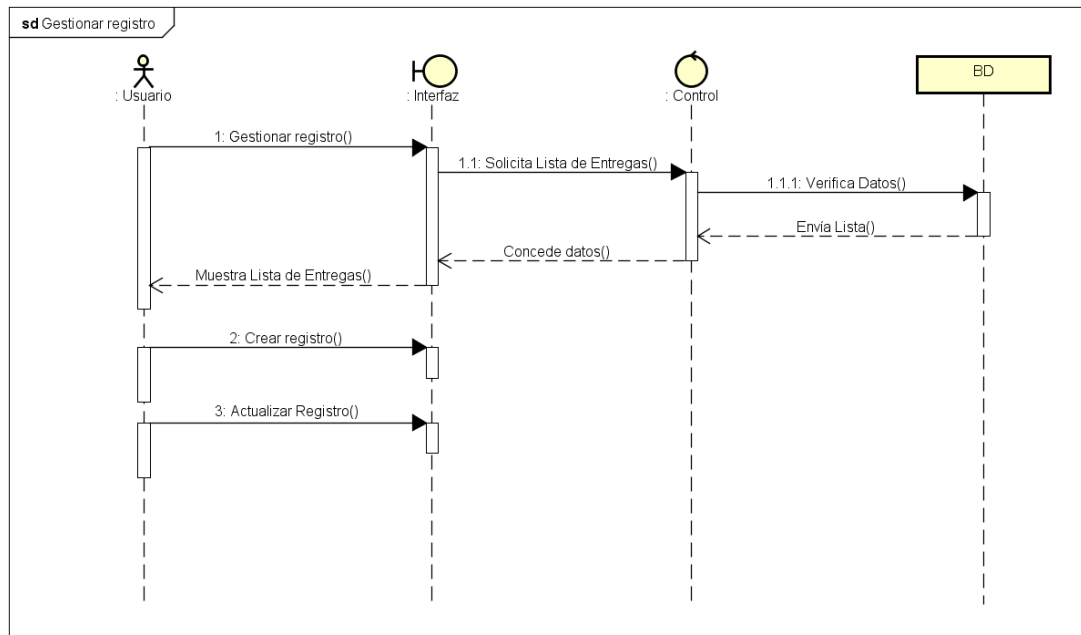 sd Gestionar registro
: Usuario
: Interfaz
: Control
BD
1: Gestionar registro()
1.1: Solicita Lista de Entregas()
1.1.1: Verifica Datos()
Envía Lista()
Concede datos()
Muestra Lista de Entregas()
2: Crear registro()
3: Actualizar Registro()